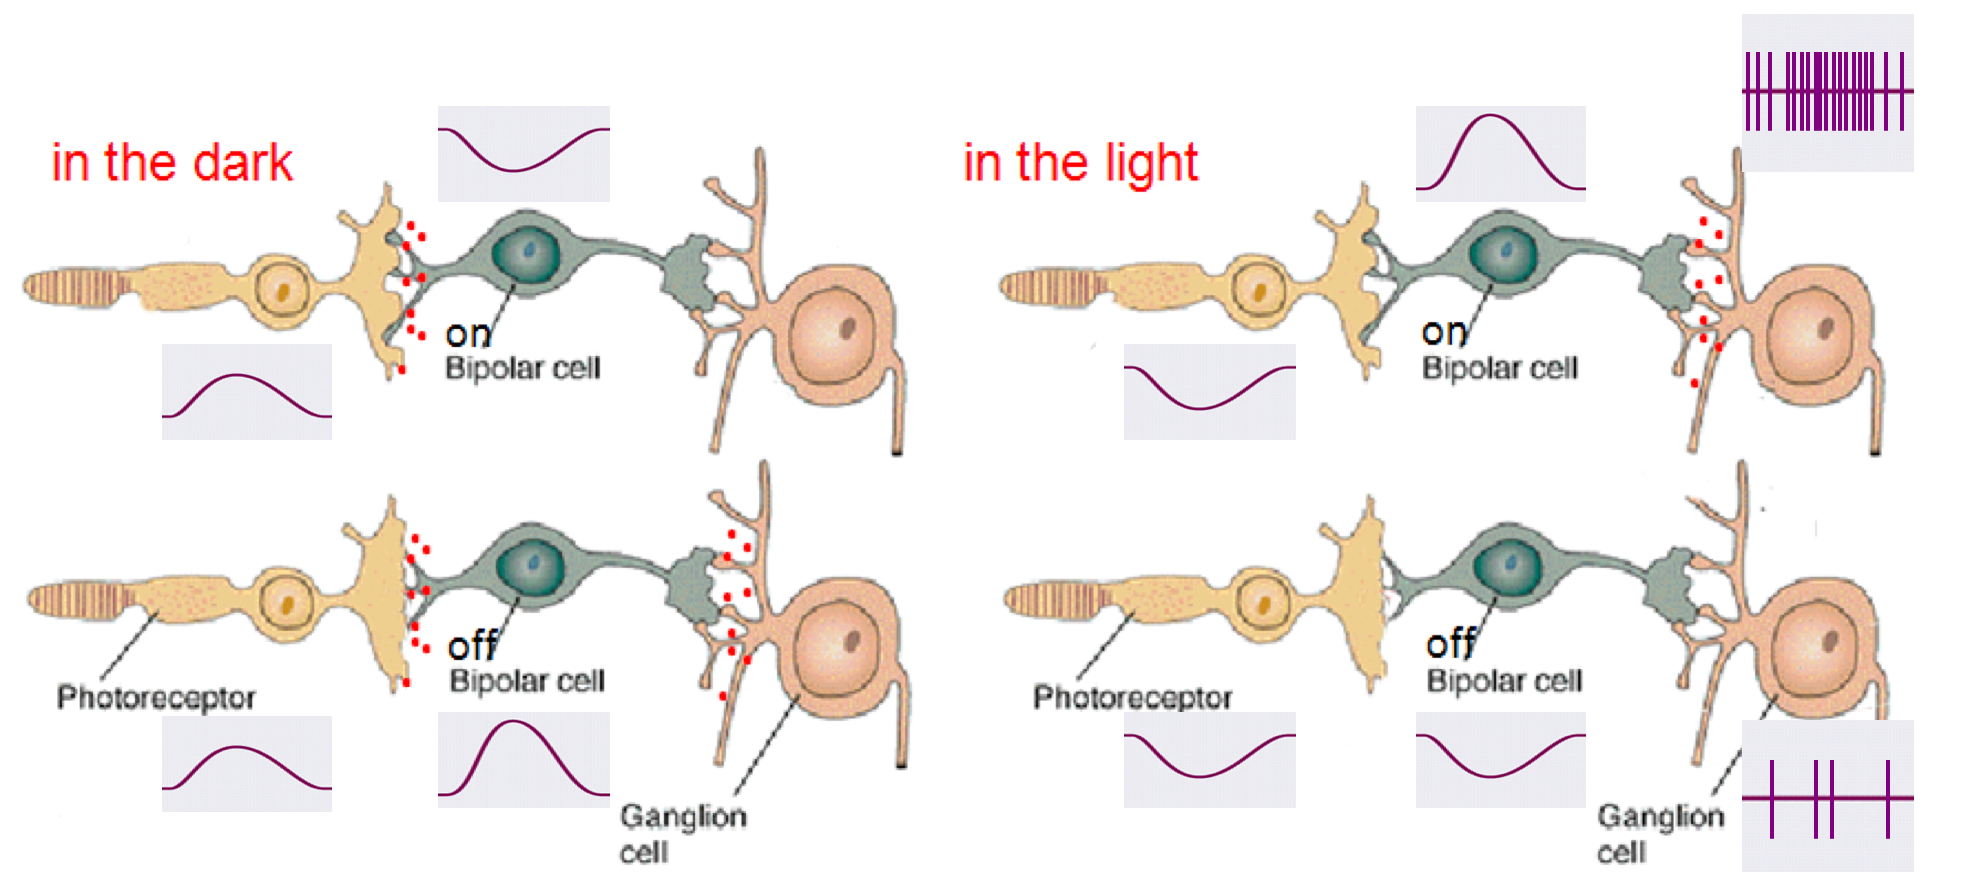 in the dark
on
Bipolar cell
off
Bipolar cell
Photoreceptor
Ganglion
cell
in the light
on
Bipolar cell
off
Bipolar cell
Photoreceptor
Ganglion
cell